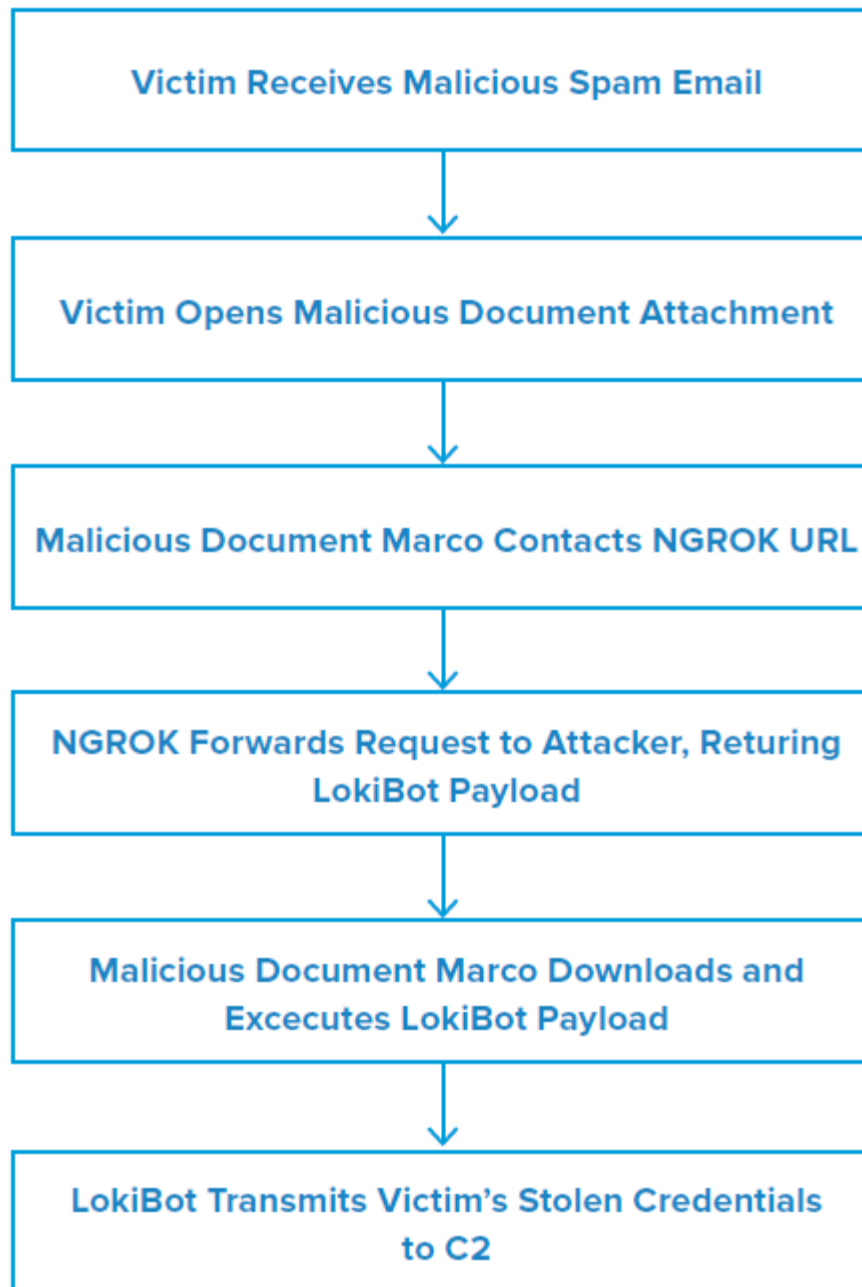 Victim Receives Malicious Spam Email
Victim Opens Malicious Document Attachment
Malicious Document Marco Contacts NGROK URL
NGROK Forwards Request to Attacker, Returing
LokiBot Payload
Malicious Document Marco Downloads and
Excecutes LokiBot Payload
LokiBot Transmits Victim’s Stolen Credentials
to C2